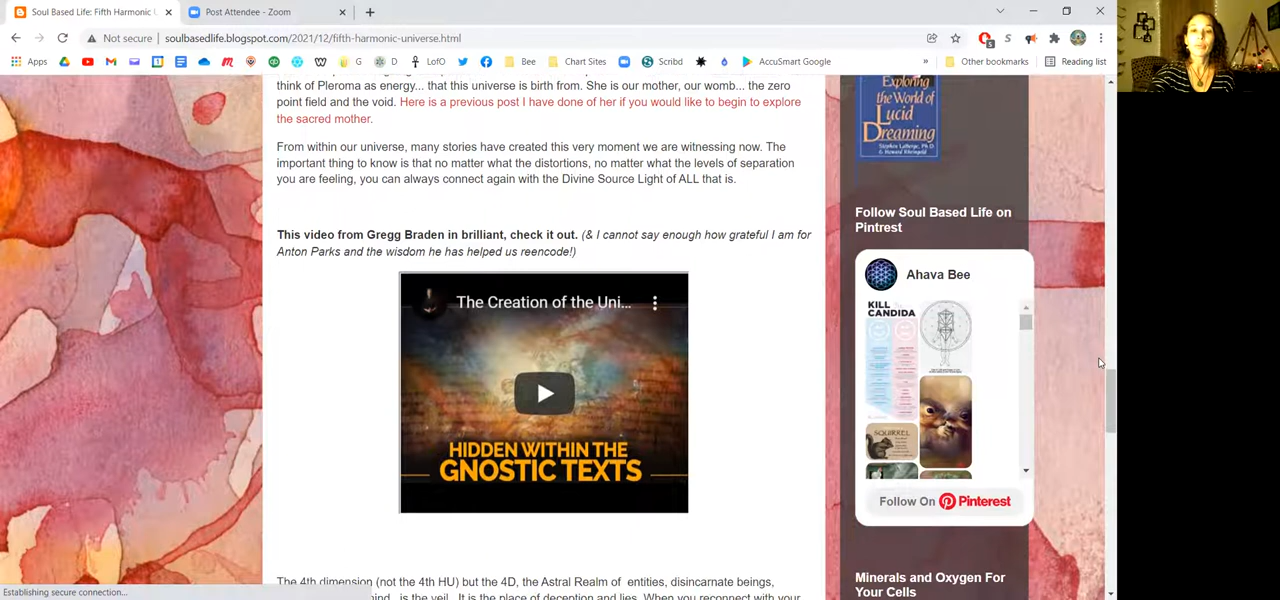 Soul Based Life: Fifth Harmonic U
Post Attendee - Zoom
Not secure
soulbasedlife.blogspot.com/2021/12/fifth-harmonic-universe.html
Apps
G
D
LofO
Bee
Chart Sites
Scribd
AccuSmart Google
»
Other bookmarks
Reading list
think of Pleroma as energy... that this universe is birth from. She is our mother, our womb... the zero
point field and the void. Here is a previous post I have done of her if you would like to begin to explore
the sacred mother.
From within our universe, many stories have created this very moment we are witnessing now. The
important thing to know is that no matter what the distortions, no matter what the levels of separation
you are feeling, you can always connect again with the Divine Source Light of ALL that is.
This video from Gregg Braden in brilliant, check it out. (& I cannot say enough how grateful I am for
Anton Parks and the wisdom he has helped us reencode!)
The Creation of the Uni...
HIDDEN WITHIN THE
GNOSTIC TEXTS
The 4th dimension (not the 4th HU) but the 4D, the Astral Realm of entities, disincarnate beings,
is the veil. It is the place of deception and lies. When you reconnect with your
Exploring
the World of
Lucid
Dreaming
Follow Soul Based Life on
Pintrest
Ahava Bee
KILL
CANDIDA
SQUIRREL
Follow On Pinterest
Minerals and Oxygen For
Your Cells
Establishing secure connection...